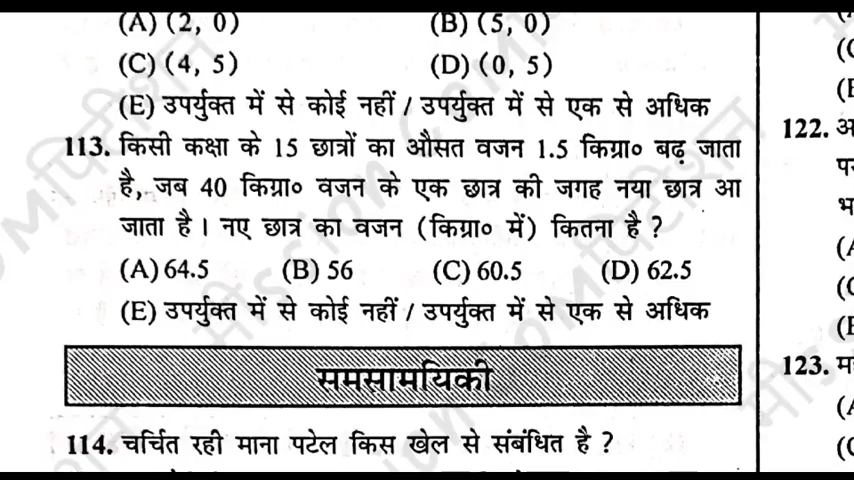 (A) (2, 0) (B) (5, 0)
(C) (4, 5) (D) (0, 5)
(E) उपर्युक्त में से कोई नहीं / उपर्युक्त में से एक से अधिक
113. किसी कक्षा के 15 छात्रों का औसत वजन 1.5 किग्रा० बढ़ जाता
है, जब 40 किग्रा० वजन के एक छात्र की जगह नया छात्र आ
जाता है। नए छात्र का वजन (किग्रा० में) कितना है ?
(A) 64.5 (B) 56 (C) 60.5 (D) 62.5
(E) उपर्युक्त में से कोई नहीं / उपर्युक्त में से एक से अधिक
समसामयिकी
114. चर्चित रही माना पटेल किस खेल से संबंधित है ?
122.
123.